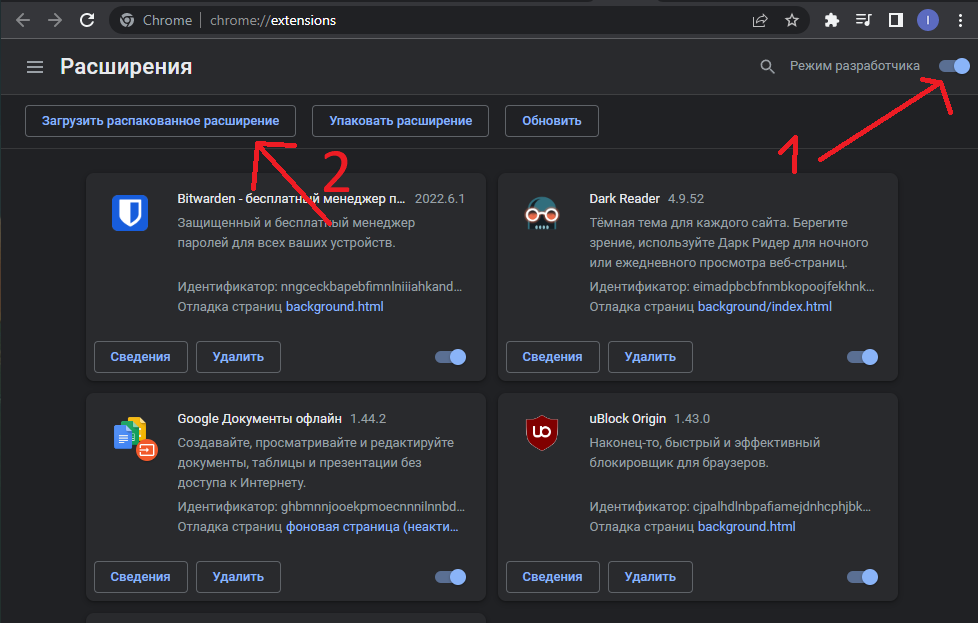 Chrome | chrome://extensions
I
Расширения
Режим разработчика
Загрузить распакованное расширение
Упаковать расширение
Обновить
1
2
Bitwarden - бесплатный менеджер п... 2022.6.1
Защищенный и бесплатный менеджер
паролей для всех ваших устройств.
Идентификатор: nngceckbapebfimnlniiiahkand...
Отладка страниц background.html
Сведения
Удалить
Dark Reader 4.9.52
Тёмная тема для каждого сайта. Берегите
зрение, используйте Дарк Ридер для ночного
или ежедневного просмотра веб-страниц.
Идентификатор: eimadpbcbfnmbkopoojfekhnk...
Отладка страниц background/index.html
Сведения
Удалить
Google Документы офлайн 1.44.2
Создавайте, просматривайте и редактируйте
документы, таблицы и презентации без
доступа к Интернету.
Идентификатор: ghbmnnjooekpmoecnnnilnnbd...
Отладка страниц фоновая страница (неакти...
Сведения
Удалить
uBlock Origin 1.43.0
Наконец-то, быстрый и эффективный
блокировщик для браузеров.
Идентификатор: cjpalhdlnbpafiamejdnhcphjbk...
Отладка страниц background.html
Сведения
Удалить